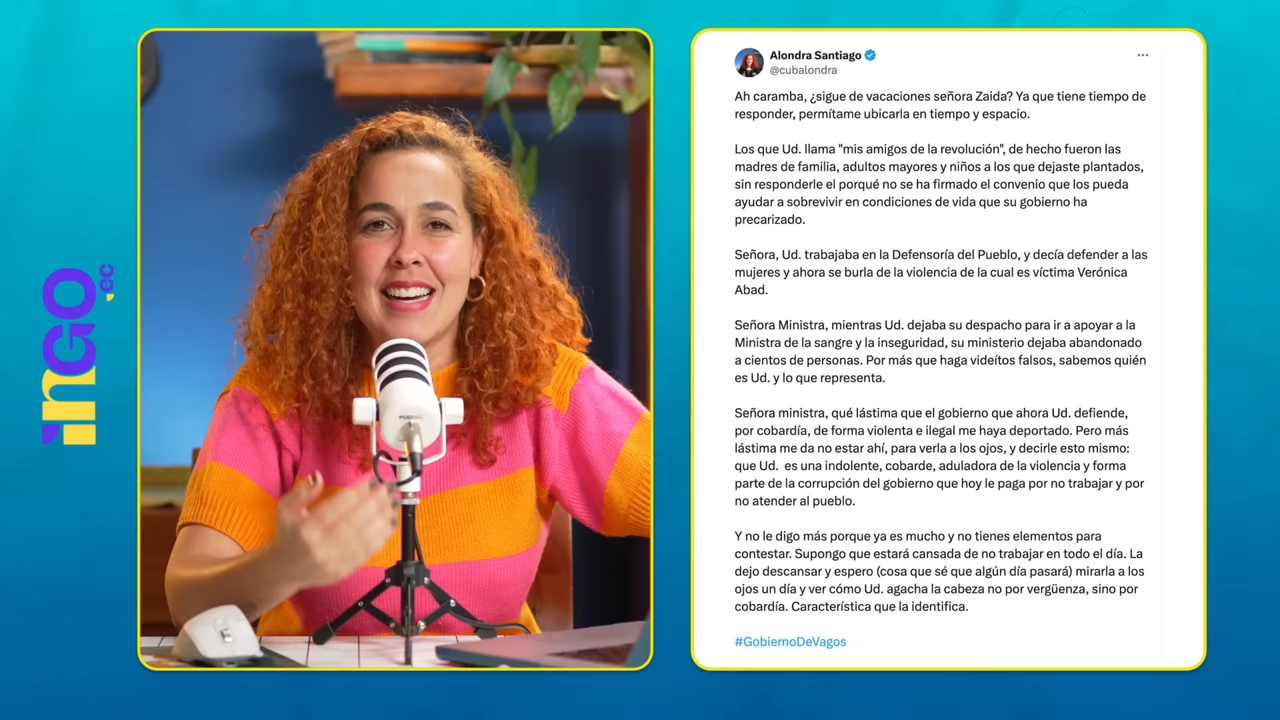 INGO
.cc
Alondra Santiago
@cubalondra
Ah caramba, ¿sigue de vacaciones señora Zaida? Ya que tiene tiempo de
responder, permítame ubicarla en tiempo y espacio.
Los que Ud. llama "mis amigos de la revolución", de hecho fueron las
madres de familia, adultos mayores y niños a los que dejaste plantados,
sin responderle el porqué no se ha firmado el convenio que los pueda
ayudar a sobrevivir en condiciones de vida que su gobierno ha
precarizado.
Señora, Ud. trabajaba en la Defensoría del Pueblo, y decía defender a las
mujeres y ahora se burla de la violencia de la cual es víctima Verónica
Abad.
Señora Ministra, mientras Ud. dejaba su despacho para ir a apoyar a la
Ministra de la sangre y la inseguridad, su ministerio dejaba abandonado
a cientos de personas. Por más que haga videítos falsos, sabemos quién
es Ud. y lo que representa.
Señora ministra, qué lástima que el gobierno que ahora Ud. defiende,
por cobardía, de forma violenta e ilegal me haya deportado. Pero más
lástima me da no estar ahí, para verla a los ojos, y decirle esto mismo:
que Ud. es una indolente, cobarde, aduladora de la violencia y forma
parte de la corrupción del gobierno que hoy le paga por no trabajar y por
no atender al pueblo.
Y no le digo más porque ya es mucho y no tienes elementos para
contestar. Supongo que estará cansada de no trabajar en todo el día. La
dejo descansar y espero (cosa que sé que algún día pasará) mirarla a los
ojos un día y ver cómo Ud. agacha la cabeza no por vergüenza, sino por
cobardía. Característica que la identifica.
#GobiernoDeVagos